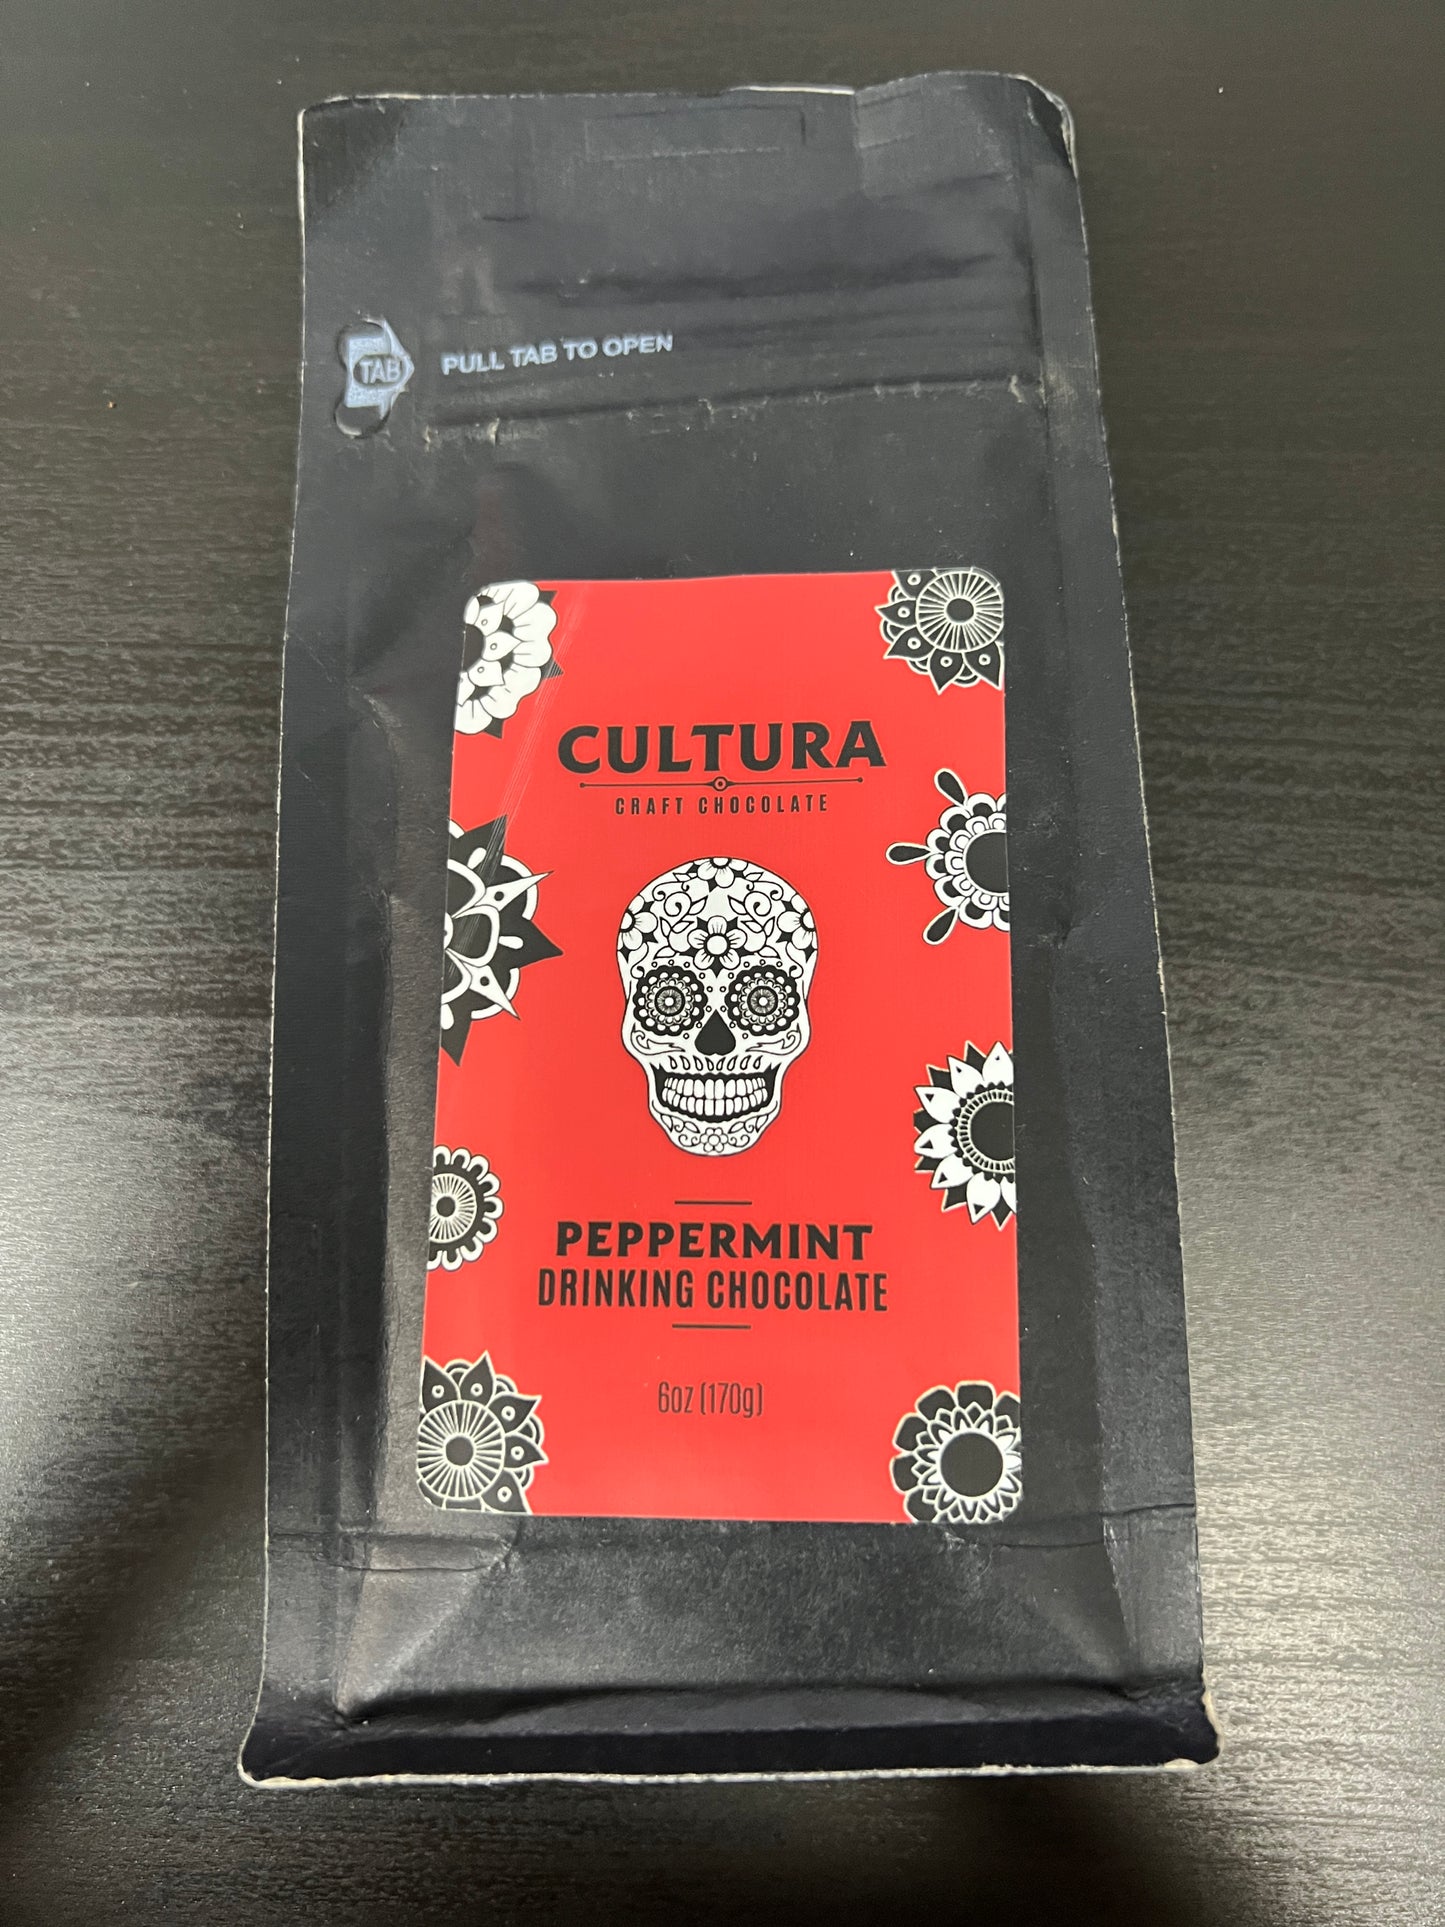 TAB
PULL TAB TO OPEN
CULTURA
CRAFT CHOCOLATE
PEPPERMINT
DRINKING CHOCOLATE
6oz (170g)